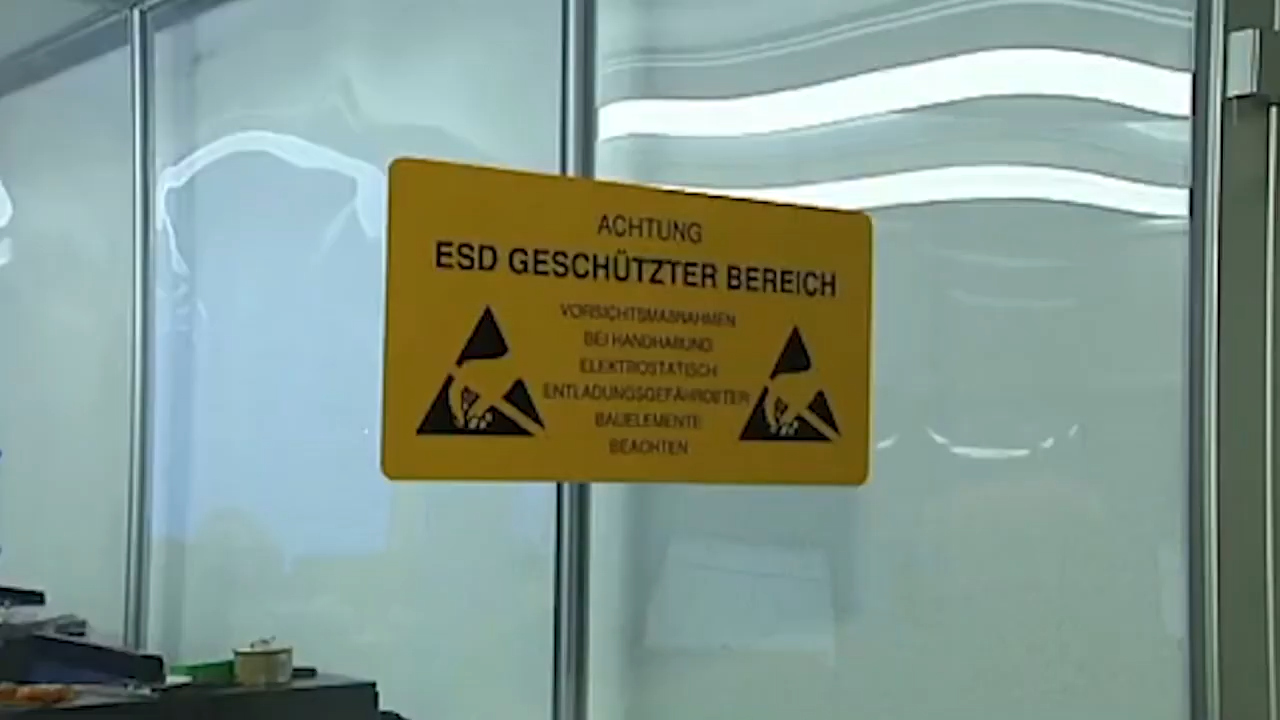 ACHTUNG
ESD GESCHÜTZTER BEREICH
VORSICHTSMAßNAHMEN
BEI HANDHABUNG
ELEKTROSTATISCH
ENTLADUNGSGEFÄHRDETER
BAUELEMENTE
BEACHTEN